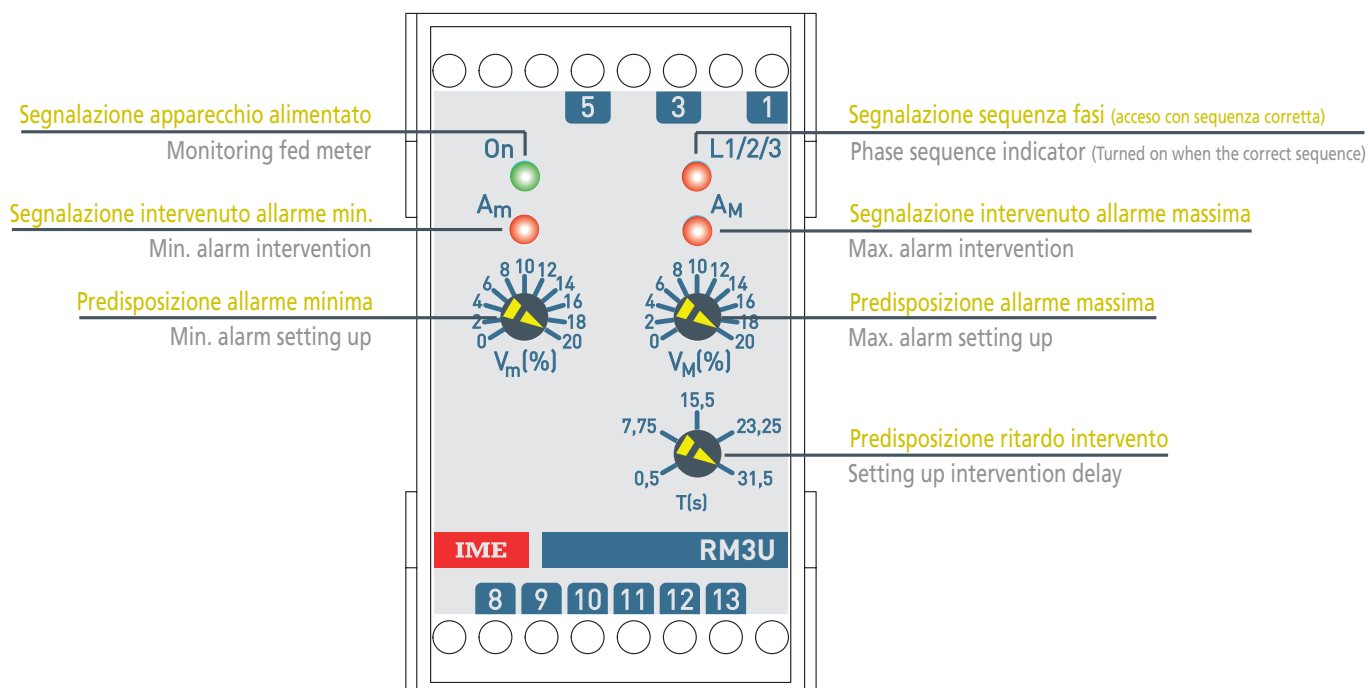 5 3 1
Segnalazione apparecchio alimentato
Monitoring fed meter
Segnalazione sequenza fasi (acceso con sequenza corretta)
Phase sequence indicator (Turned on when the correct sequence)
On
L1/2/3
Segnalazione intervenuto allarme min.
Min. alarm intervention
Am
AM
Segnalazione intervenuto allarme massima
Max. alarm intervention
Predisposizione allarme minima
Min. alarm setting up
0 2 4 6 8 10 12 14 16 18 20
Vm(%)
0 2 4 6 8 10 12 14 16 18 20
VM(%)
Predisposizione allarme massima
Max. alarm setting up
0,5 7,75 15,5 23,25 31,5
T(s)
Predisposizione ritardo intervento
Setting up intervention delay
IME
RM3U
8 9 10 11 12 13